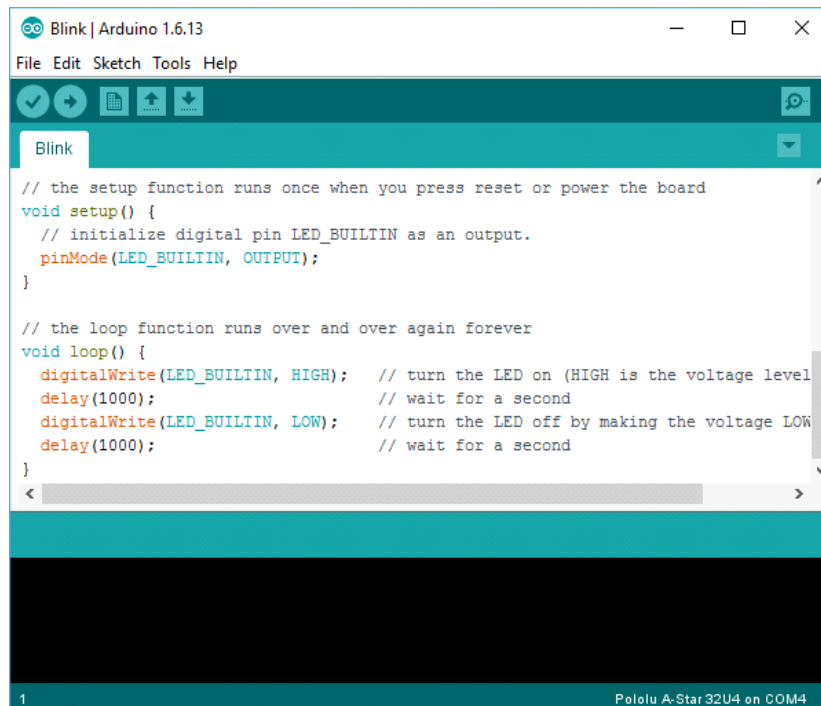 Blink | Arduino 1.6.13
File Edit Sketch Tools Help
Blink
// the setup function runs once when you press reset or power the board
void setup() {
  // initialize digital pin LED_BUILTIN as an output.
  pinMode(LED_BUILTIN, OUTPUT);
}
// the loop function runs over and over again forever
void loop() {
  digitalWrite(LED_BUILTIN, HIGH);   // turn the LED on (HIGH is the voltage level
  delay(1000);                       // wait for a second
  digitalWrite(LED_BUILTIN, LOW);    // turn the LED off by making the voltage LOW
  delay(1000);                       // wait for a second
}
1 Pololu A-Star 32U4 on COM4